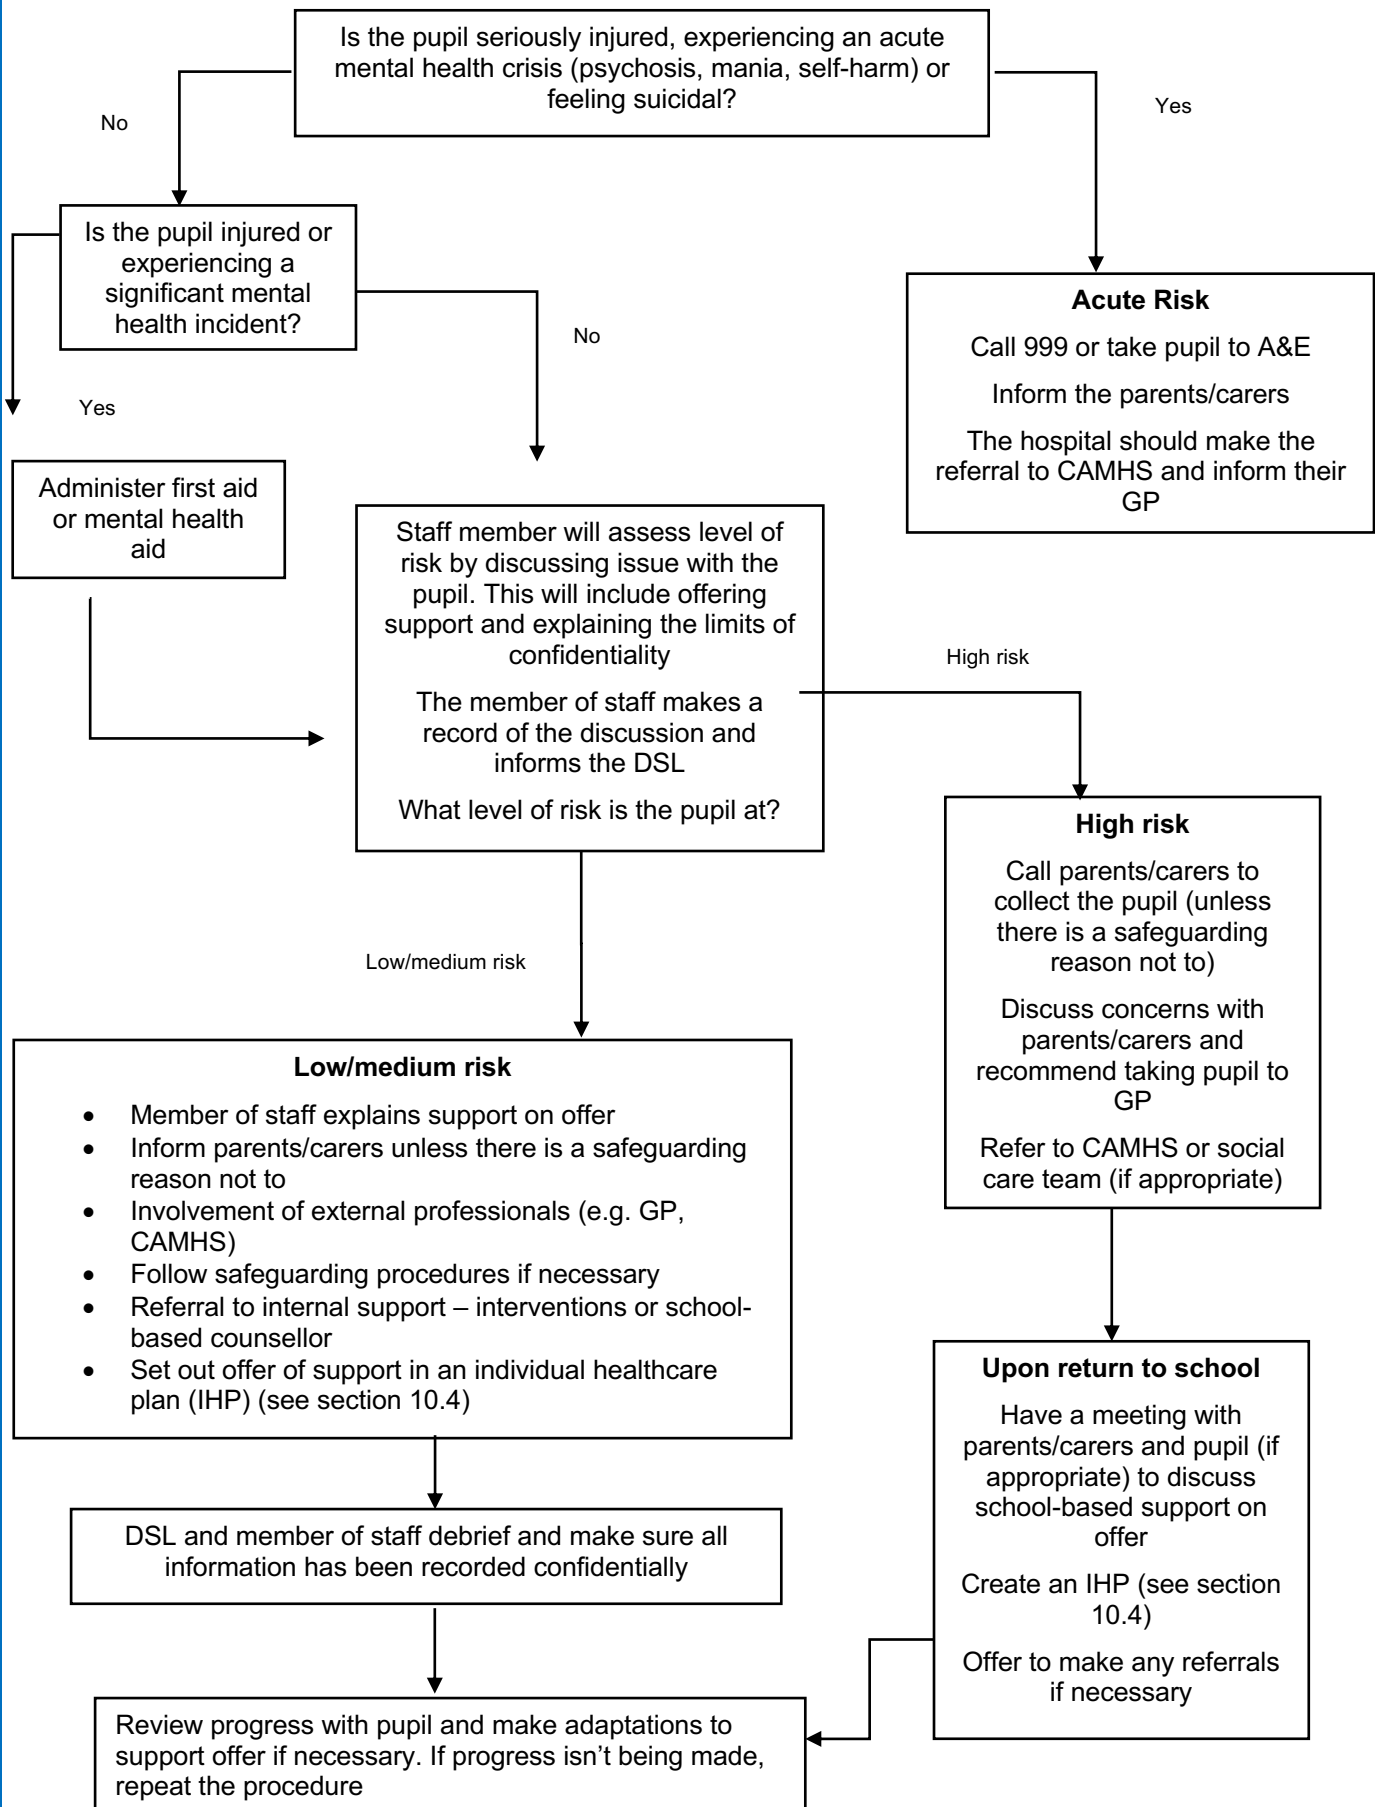 Is the pupil seriously injured, experiencing an acute
mental health crisis (psychosis, mania, self-harm) or
feeling suicidal?
No
Yes
Is the pupil injured or
experiencing a
significant mental
health incident?
No
Yes
Acute Risk
Call 999 or take pupil to A&E
Inform the parents/carers
The hospital should make the
referral to CAMHS and inform their
GP
Administer first aid
or mental health
aid
Staff member will assess level of
risk by discussing issue with the
pupil. This will include offering
support and explaining the limits of
confidentiality
The member of staff makes a
record of the discussion and
informs the DSL
What level of risk is the pupil at?
High risk
High risk
Call parents/carers to
collect the pupil (unless
there is a safeguarding
reason not to)
Discuss concerns with
parents/carers and
recommend taking pupil to
GP
Refer to CAMHS or social
care team (if appropriate)
Low/medium risk
Low/medium risk
• Member of staff explains support on offer
• Inform parents/carers unless there is a safeguarding
reason not to
• Involvement of external professionals (e.g. GP,
CAMHS)
• Follow safeguarding procedures if necessary
• Referral to internal support – interventions or school-
based counsellor
• Set out offer of support in an individual healthcare
plan (IHP) (see section 10.4)
Upon return to school
Have a meeting with
parents/carers and pupil (if
appropriate) to discuss
school-based support on
offer
Create an IHP (see section
10.4)
Offer to make any referrals
if necessary
DSL and member of staff debrief and make sure all
information has been recorded confidentially
Review progress with pupil and make adaptations to
support offer if necessary. If progress isn't being made,
repeat the procedure